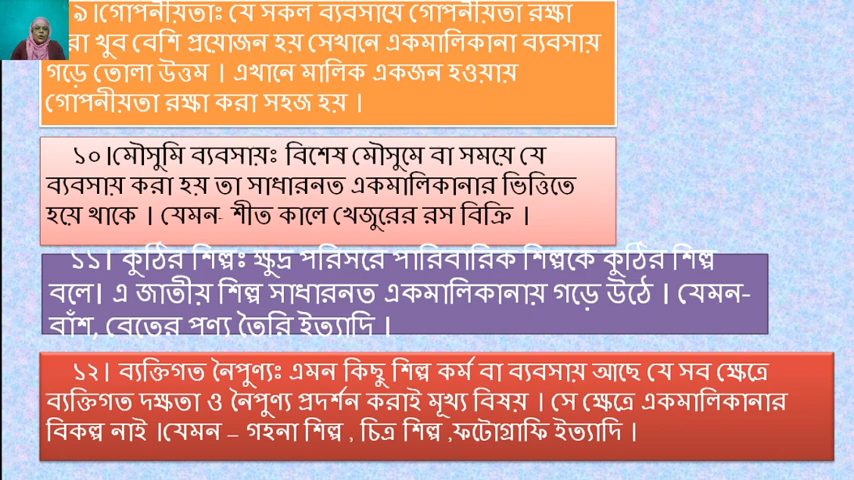 ৯।গোপনীয়তাঃ যে সকল ব্যবসায়ে গোপনীয়তা রক্ষা
রা খুব বেশি প্রয়োজন হয় সেখানে একমালিকানা ব্যবসায়
গড়ে তোলা উত্তম । এখানে মালিক একজন হওয়ায়
গোপনীয়তা রক্ষা করা সহজ হয় ।
১০।মৌসুমি ব্যবসায়ঃ বিশেষ মৌসুমে বা সময়ে যে
ব্যবসায় করা হয় তা সাধারনত একমালিকানার ভিত্তিতে
হয়ে থাকে । যেমন- শীত কালে খেজুরের রস বিক্রি ।
১১। কুঠির শিল্পঃ ক্ষুদ্র পরিসরে পারিবারিক শিল্পকে কুঠির শিল্প
বলে। এ জাতীয় শিল্প সাধারনত একমালিকানায় গড়ে উঠে । যেমন-
বাঁশ, বেতের পণ্য তৈরি ইত্যাদি ।
১২। ব্যক্তিগত নৈপুণ্যঃ এমন কিছু শিল্প কর্ম বা ব্যবসায় আছে যে সব ক্ষেত্রে
ব্যক্তিগত দক্ষতা ও নৈপুণ্য প্রদর্শন করাই মূখ্য বিষয় । সে ক্ষেত্রে একমালিকানার
বিকল্প নাই ।যেমন – গহনা শিল্প , চিত্র শিল্প ,ফটোগ্রাফি ইত্যাদি ।